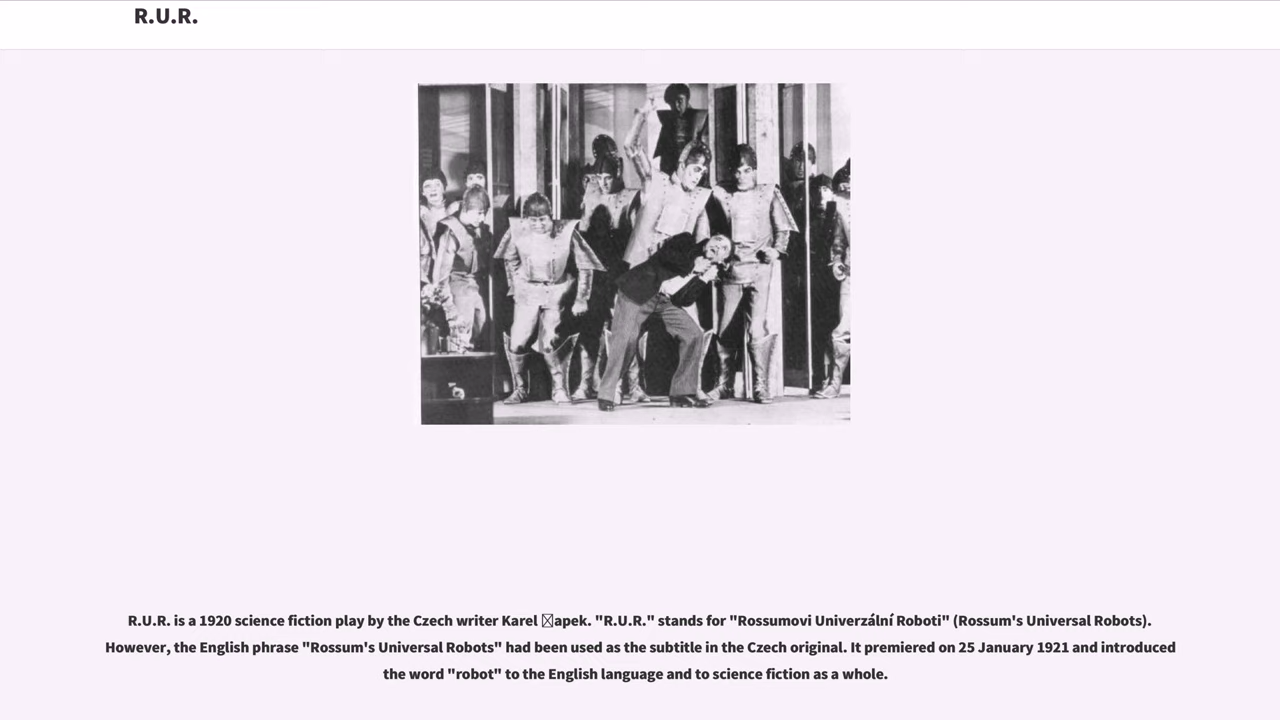 R.U.R.
R.U.R. is a 1920 science fiction play by the Czech writer Karel apek. "R.U.R." stands for "Rossumovi Univerzální Roboti" (Rossum's Universal Robots).
However, the English phrase "Rossum's Universal Robots" had been used as the subtitle in the Czech original. It premiered on 25 January 1921 and introduced
the word "robot" to the English language and to science fiction as a whole.